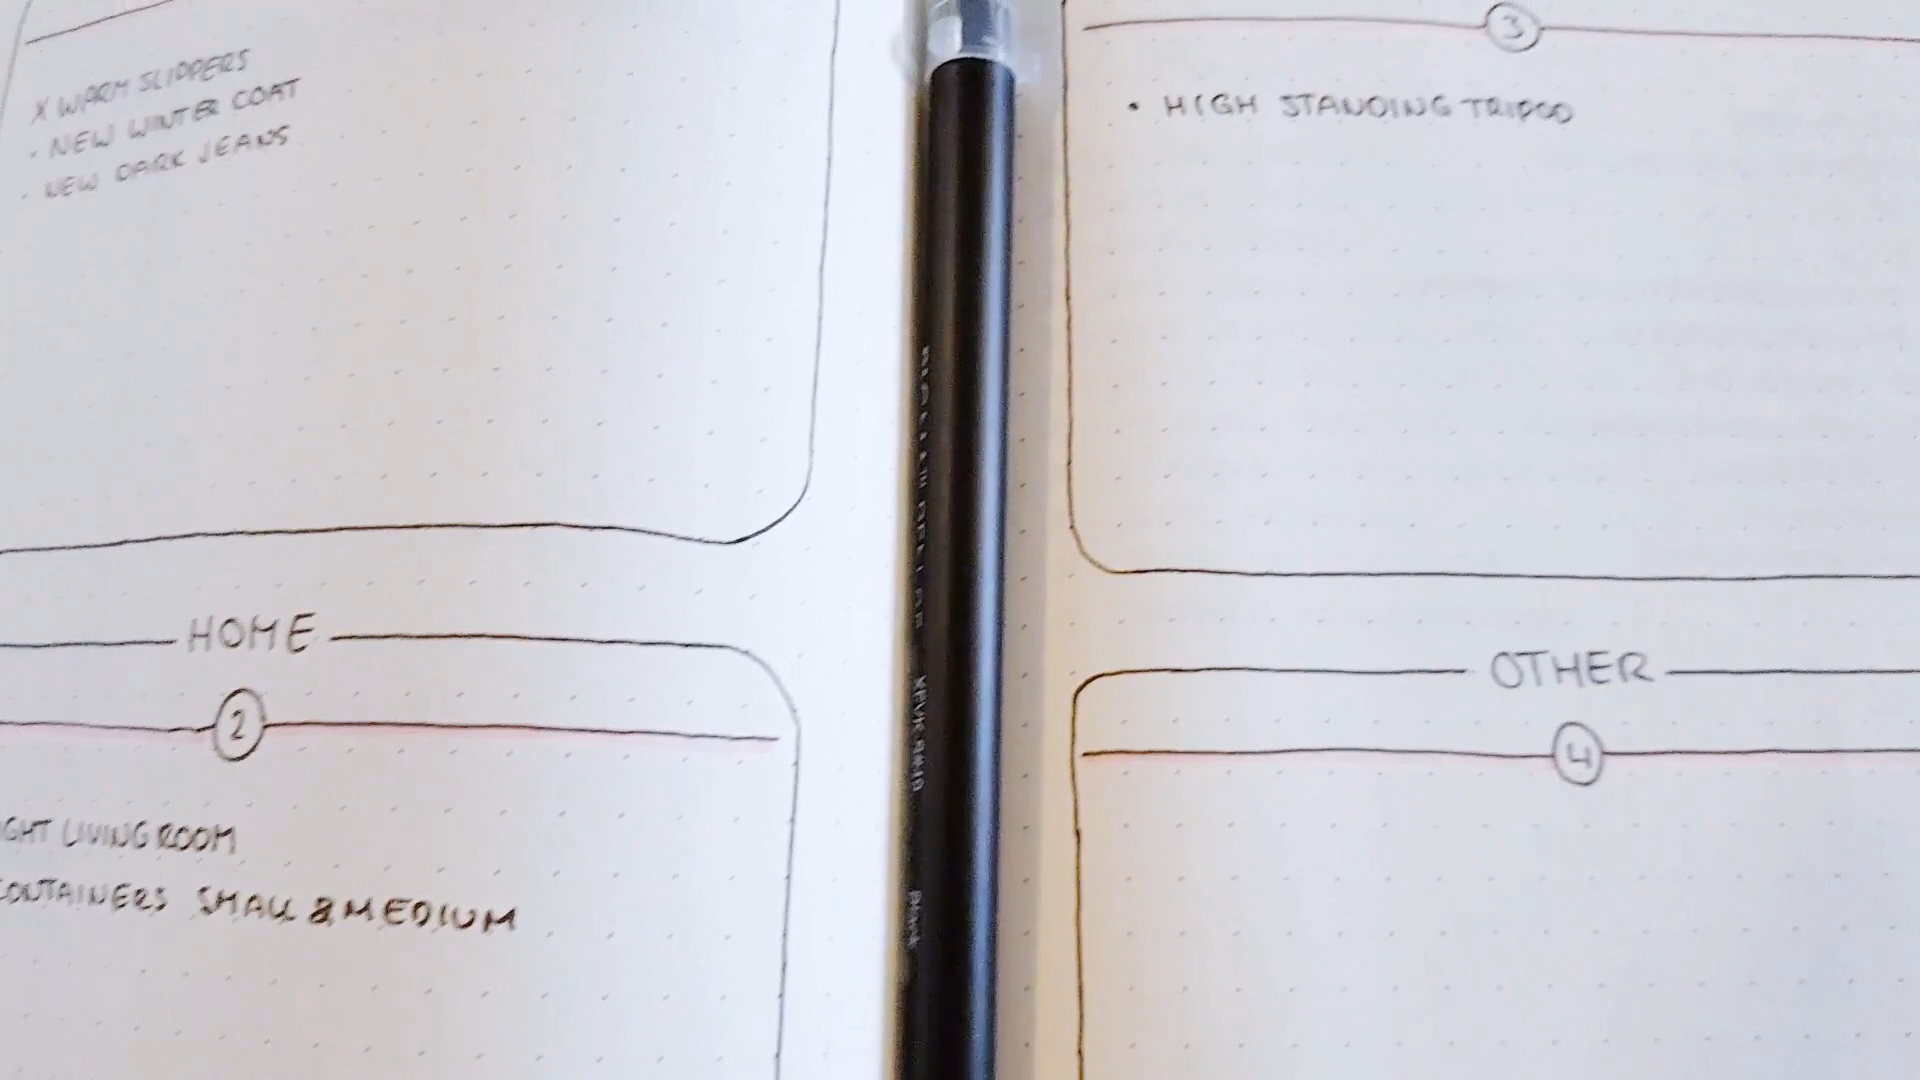 X WARM SLIPPERS
· NEW WINTER COAT
· NEW DARK JEANS
HOME
2
LIVING ROOM
CONTAINERS SMALL & MEDIUM
3
• HIGH STANDING TRIPOD
OTHER
4
Black